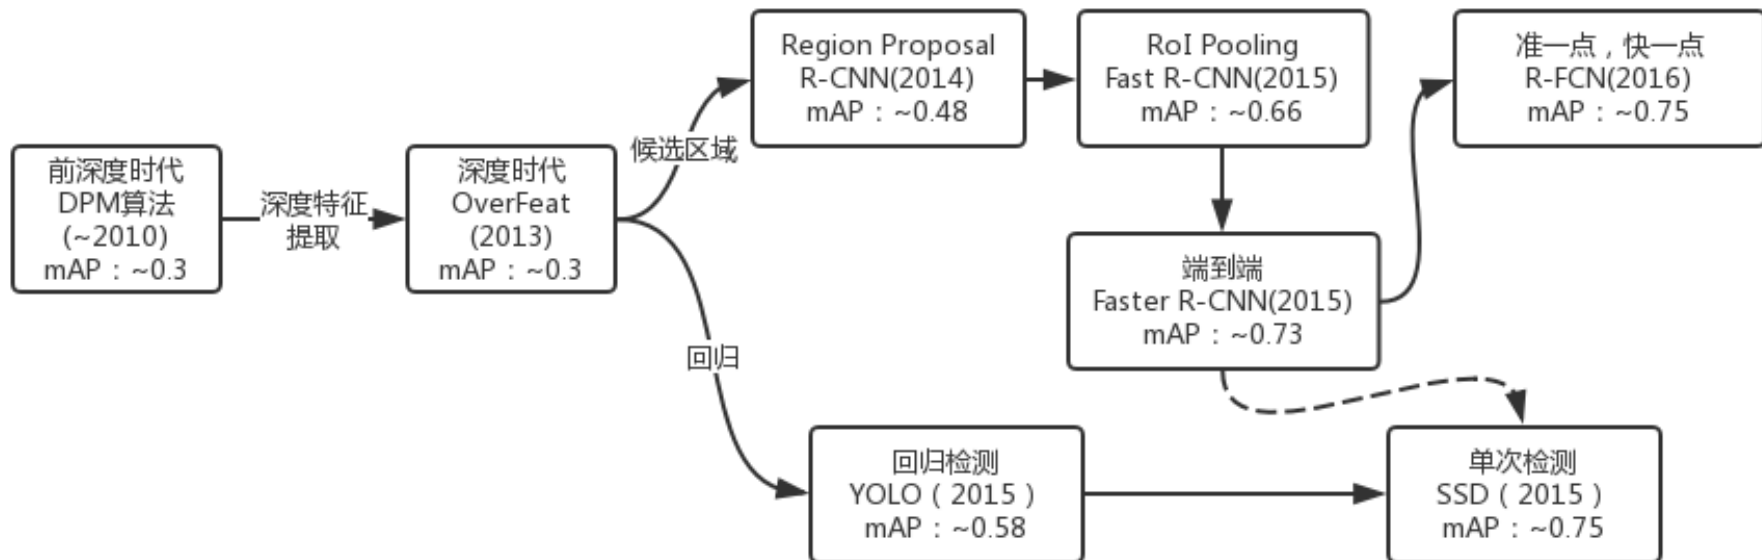 前深度时代
DPM算法
(~2010)
mAP：~0.3
深度特征
提取
深度时代
OverFeat
(2013)
mAP：~0.3
候选区域
Region Proposal
R-CNN(2014)
mAP：~0.48
RoI Pooling
Fast R-CNN(2015)
mAP：~0.66
端到端
Faster R-CNN(2015)
mAP：~0.73
准一点，快一点
R-FCN(2016)
mAP：~0.75
回归
回归检测
YOLO（2015）
mAP：~0.58
单次检测
SSD（2015）
mAP：~0.75